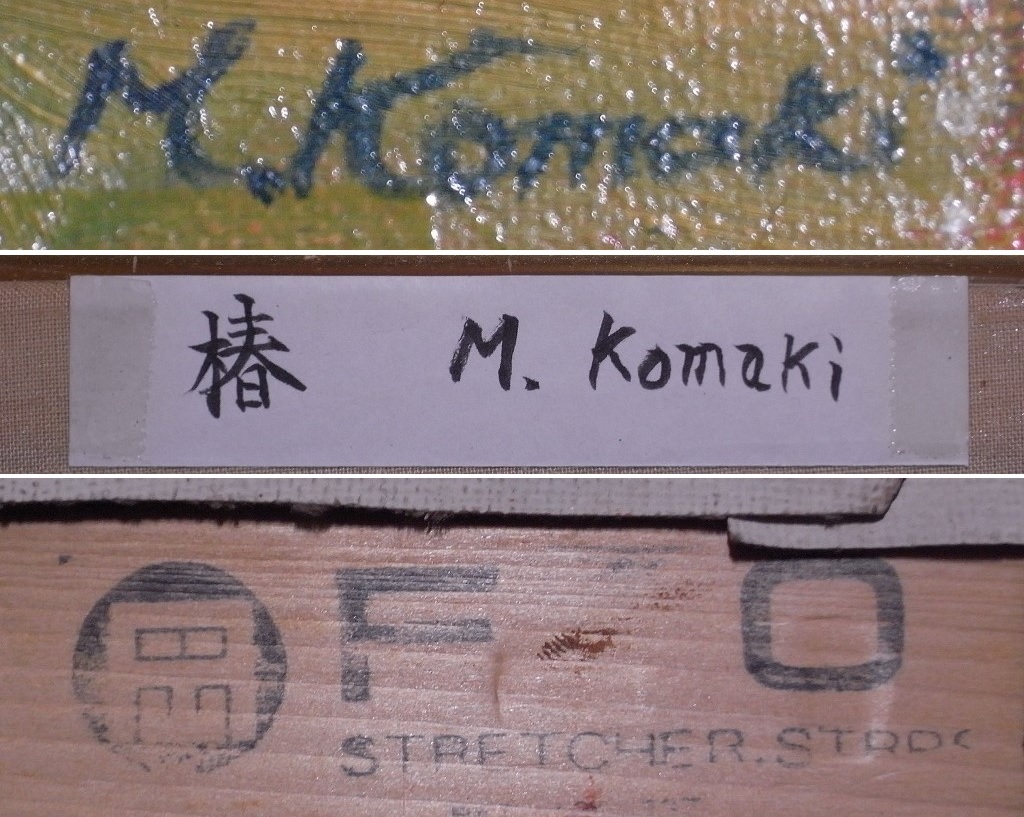 M. Komaki
椿 M. Komaki
F 0
STRETCHER.